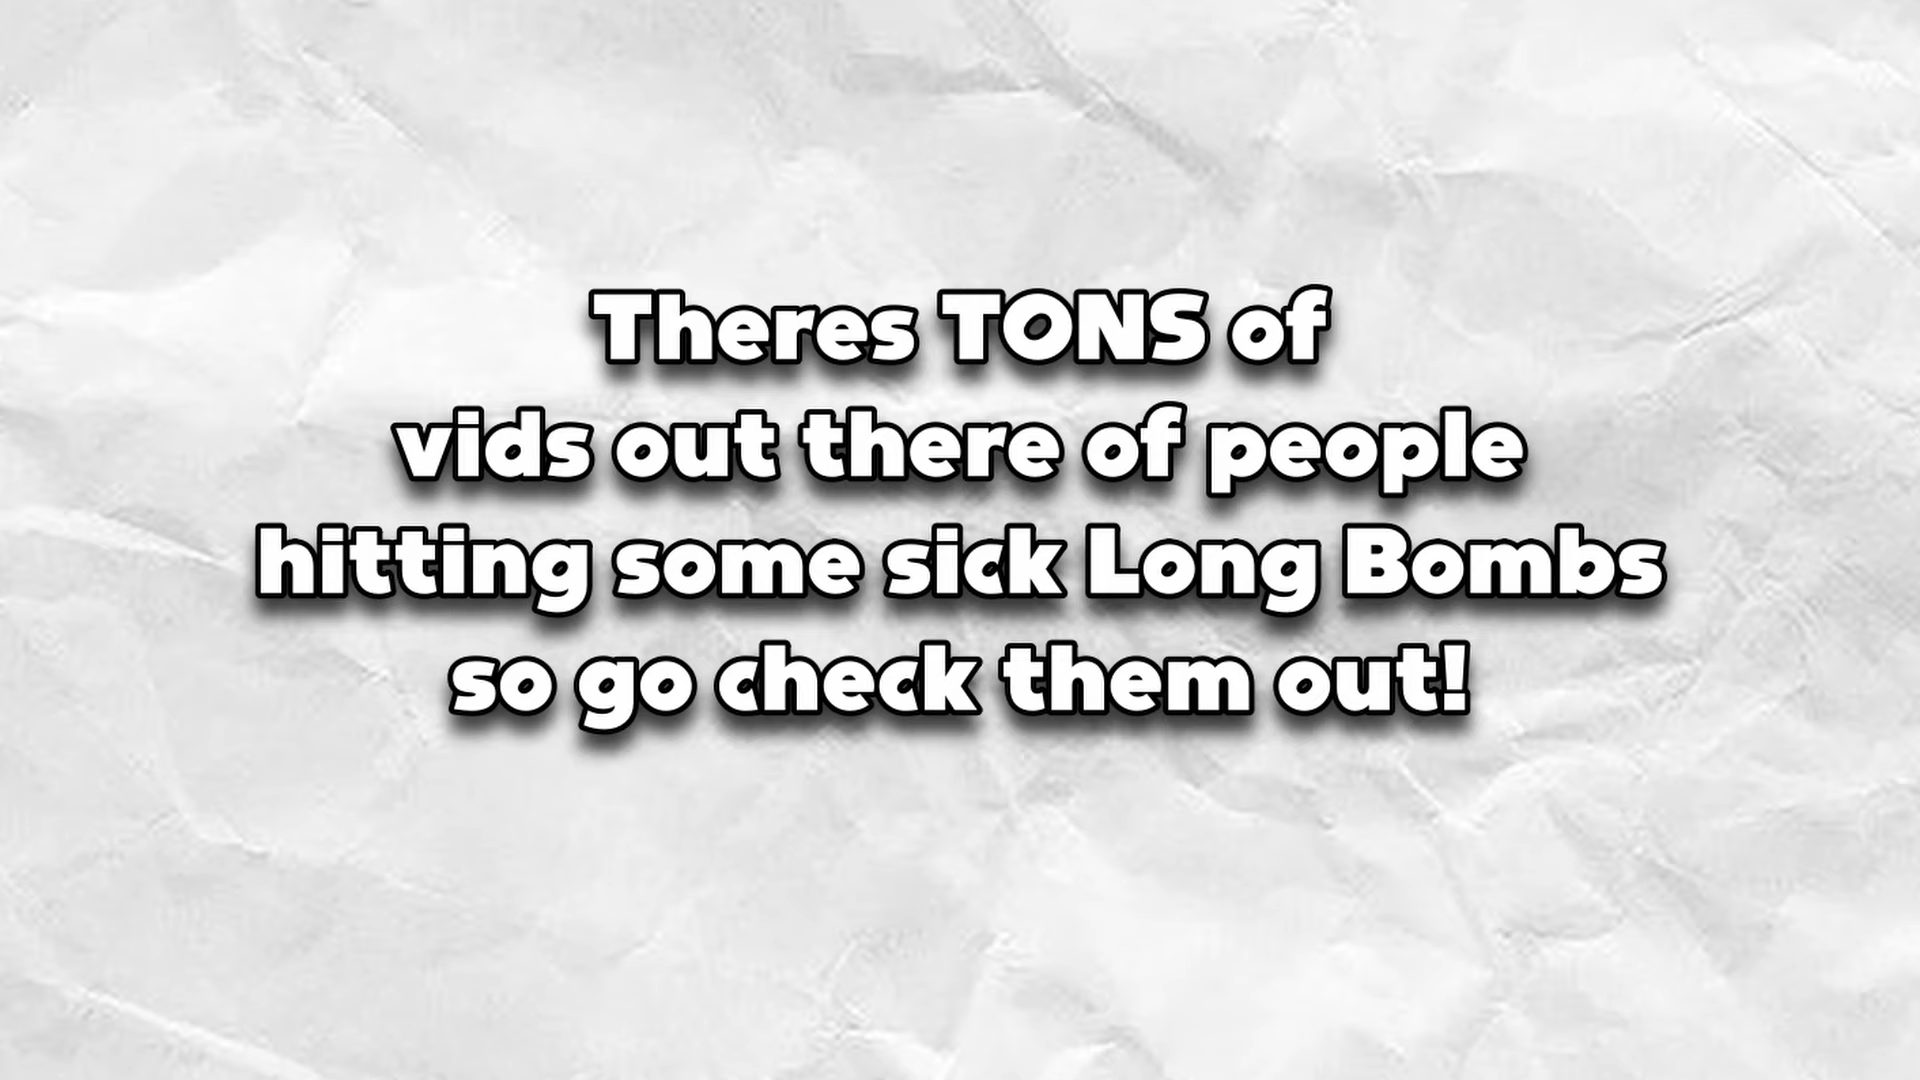 Theres TONS of
vids out there of people
hitting some sick Long Bombs
so go check them out!